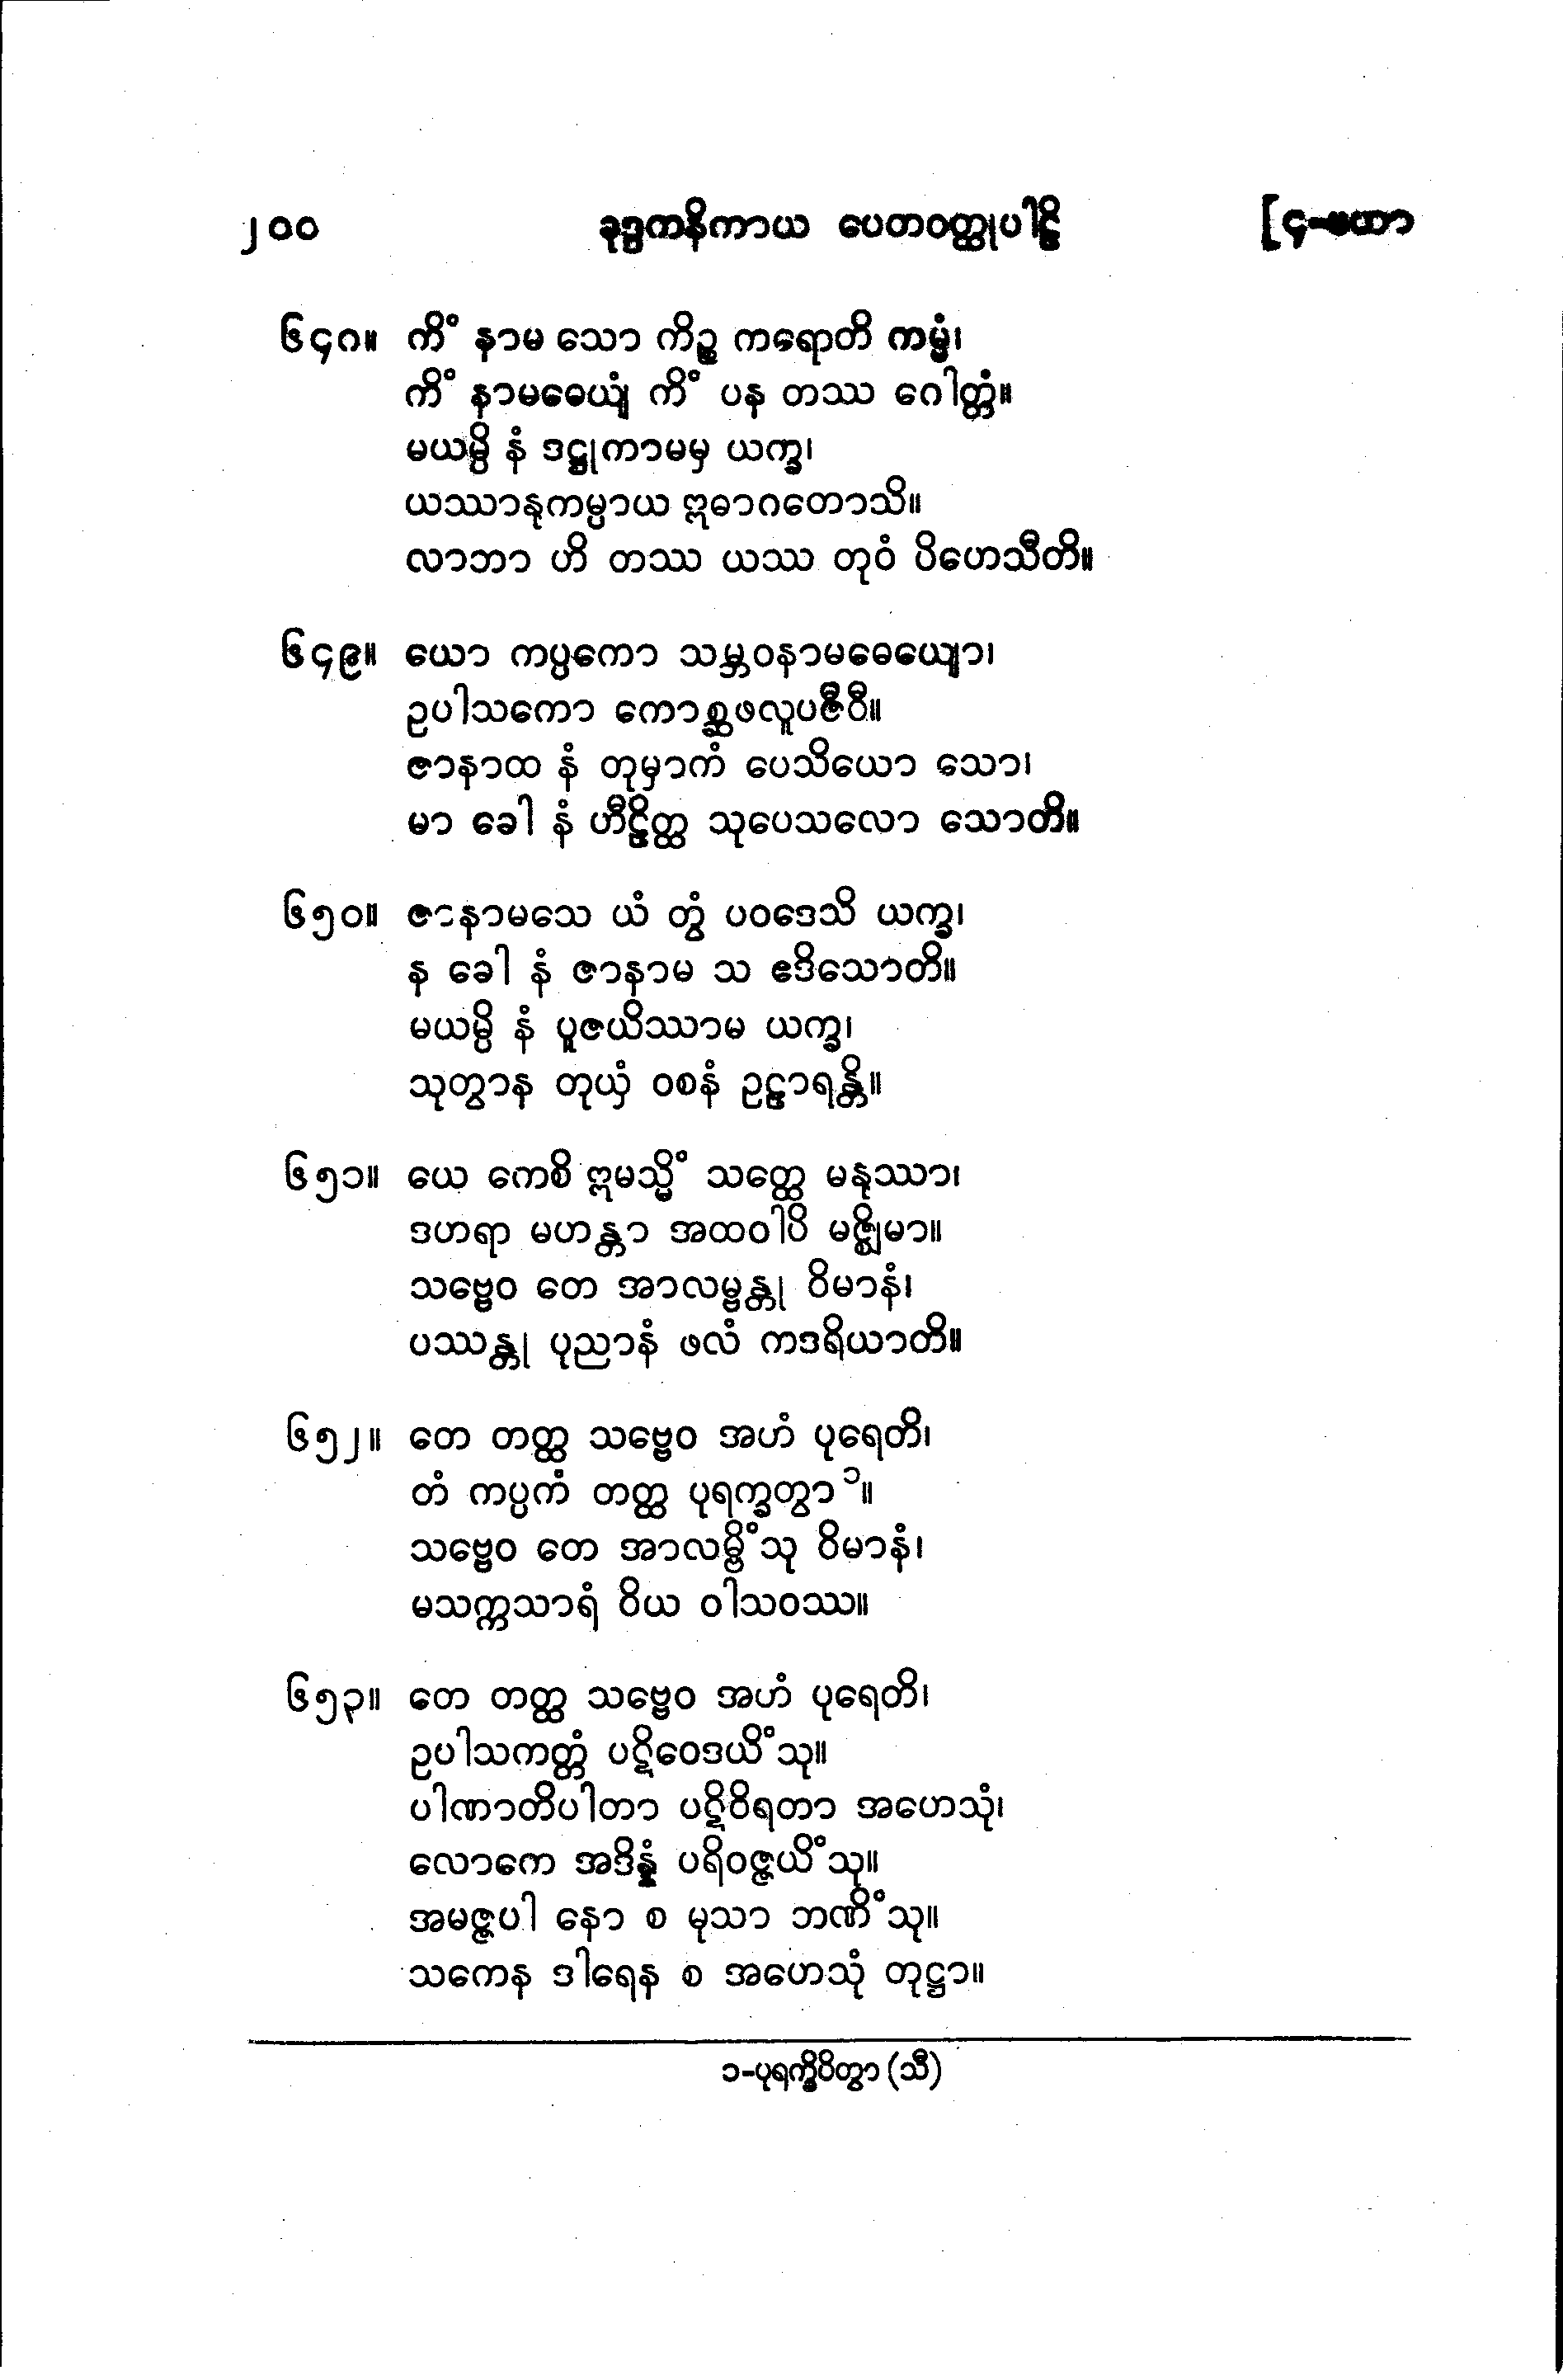 ၂၀၀ ခုဒ္ဒကနိကာယ ပေတဝတ္ထုပါဠိ [၄-မဟာ
၆၄၈။ ကိံ နာမ သော ကိဉ္စ ကရောတိ ကမ္မံ၊
ကိံ နာမဓေယျံ ကိံ ပန တဿ ဂေါတ္တံ။
မယမ္ပိ နံ ဒဋ္ဌုကာမမှ ယက္ခ၊
ယဿာနုကမ္ပာယ ဣဓာဂတောသိ။
လာဘာ ဟိ တဿ ယဿ တုဝံ ပိဟေသီတိ။
၆၄၉။ ယော ကပ္ပကော သမ္ဘဝနာမဓေယျော၊
ဥပါသကော ကောစ္ဆဖလူပဇီဝီ။
ဇာနာထ နံ တုမှာကံ ပေသိယော သော၊
မာ ခေါ နံ ဟီဠိတ္ထ သုပေသလော သောတိ။
၆၅၀။ ဇာနာမသေ ယံ တွံ ပဝဒေသိ ယက္ခ၊
န ခေါ နံ ဇာနာမ သ ဧဒိသောတိ။
မယမ္ပိ နံ ပူဇယိဿာမ ယက္ခ၊
သုတွာန တုယှံ ဝစနံ ဥဠာရန္တိ။
၆၅၁။ ယေ ကေစိ ဣမသ္မိံ သတ္ထေ မနုဿာ၊
ဒဟရာ မဟန္တာ အထဝါပိ မဇ္ဈိမာ။
သဗ္ဗေဝ တေ အာလမ္ဗန္တု ဝိမာနံ၊
ပဿန္တု ပုညာနံ ဖလံ ကဒရိယာတိ။
၆၅၂။ တေ တတ္ထ သဗ္ဗေဝ အဟံ ပုရေတိ၊
တံ ကပ္ပကံ တတ္ထ ပုရက္ခတွာ ၁။
သဗ္ဗေဝ တေ အာလမ္ဗိံသု ဝိမာနံ၊
မသက္ကသာရံ ဝိယ ဝါသဝဿ။
၆၅၃။ တေ တတ္ထ သဗ္ဗေဝ အဟံ ပုရေတိ၊
ဥပါသကတ္တံ ပဋိဝေဒယိံသု။
ပါဏာတိပါတာ ပဋိဝိရတာ အဟေသုံ၊
လောကေ အဒိန္နံ ပရိဝဇ္ဇယိံသု။
အမဇ္ဇပါ နော စ မုသာ ဘဏိံသု။
သကေန ဒါရေန စ အဟေသုံ တုဋ္ဌာ။
၁-ပုရက္ခိပိတွာ (သီ)